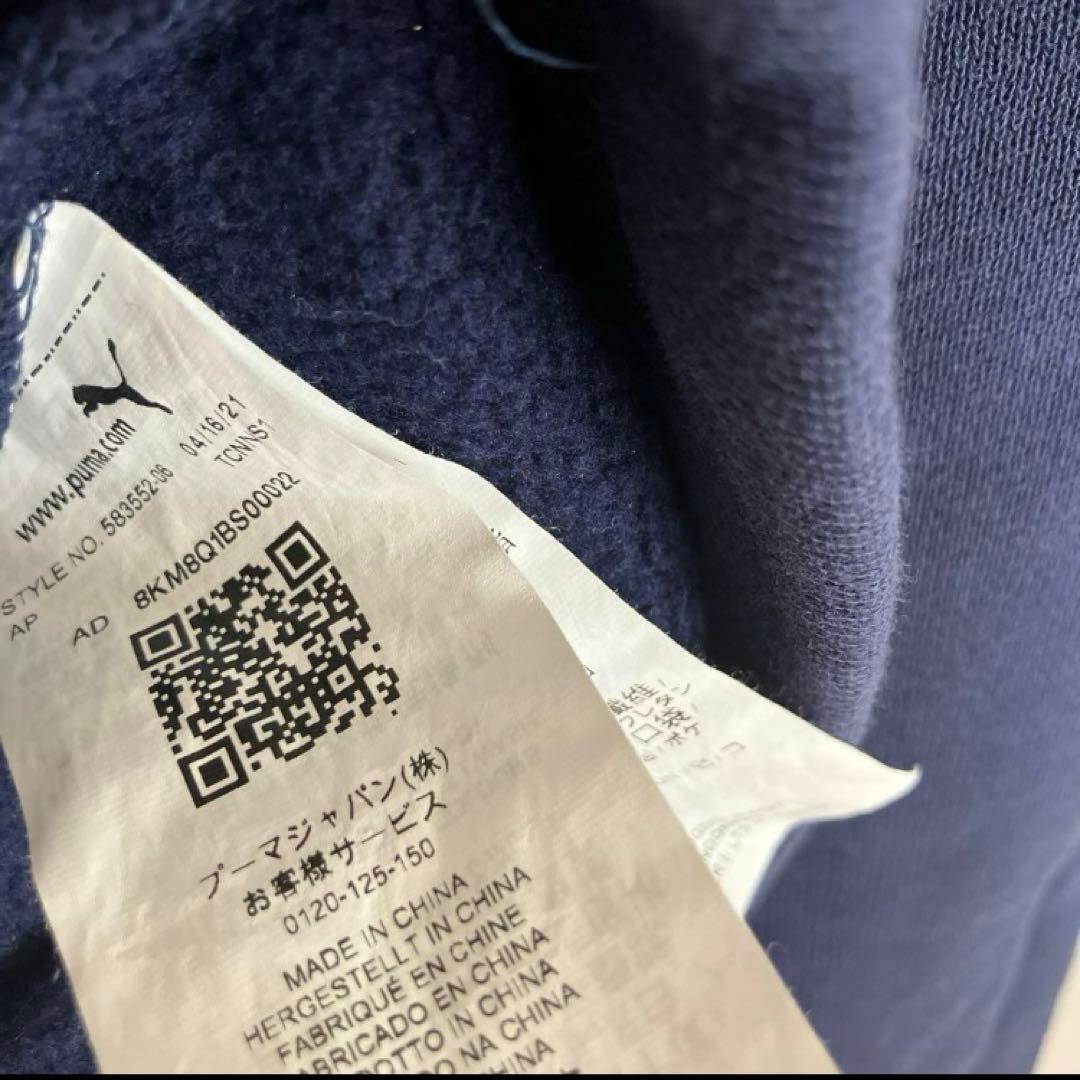 www.puma.com
STYLE NO. 583552-06 04/16/21
AP TCNNS1
AD 8KM8Q1BS00022
プーマジャパン(株)
お客様サービス
0120-125-150
MADE IN CHINA
HERGESTELLT IN CHINA
FABRIQUÉ EN CHINE
FABRICADO EN CHINA
IN CHINA
NA CHINA